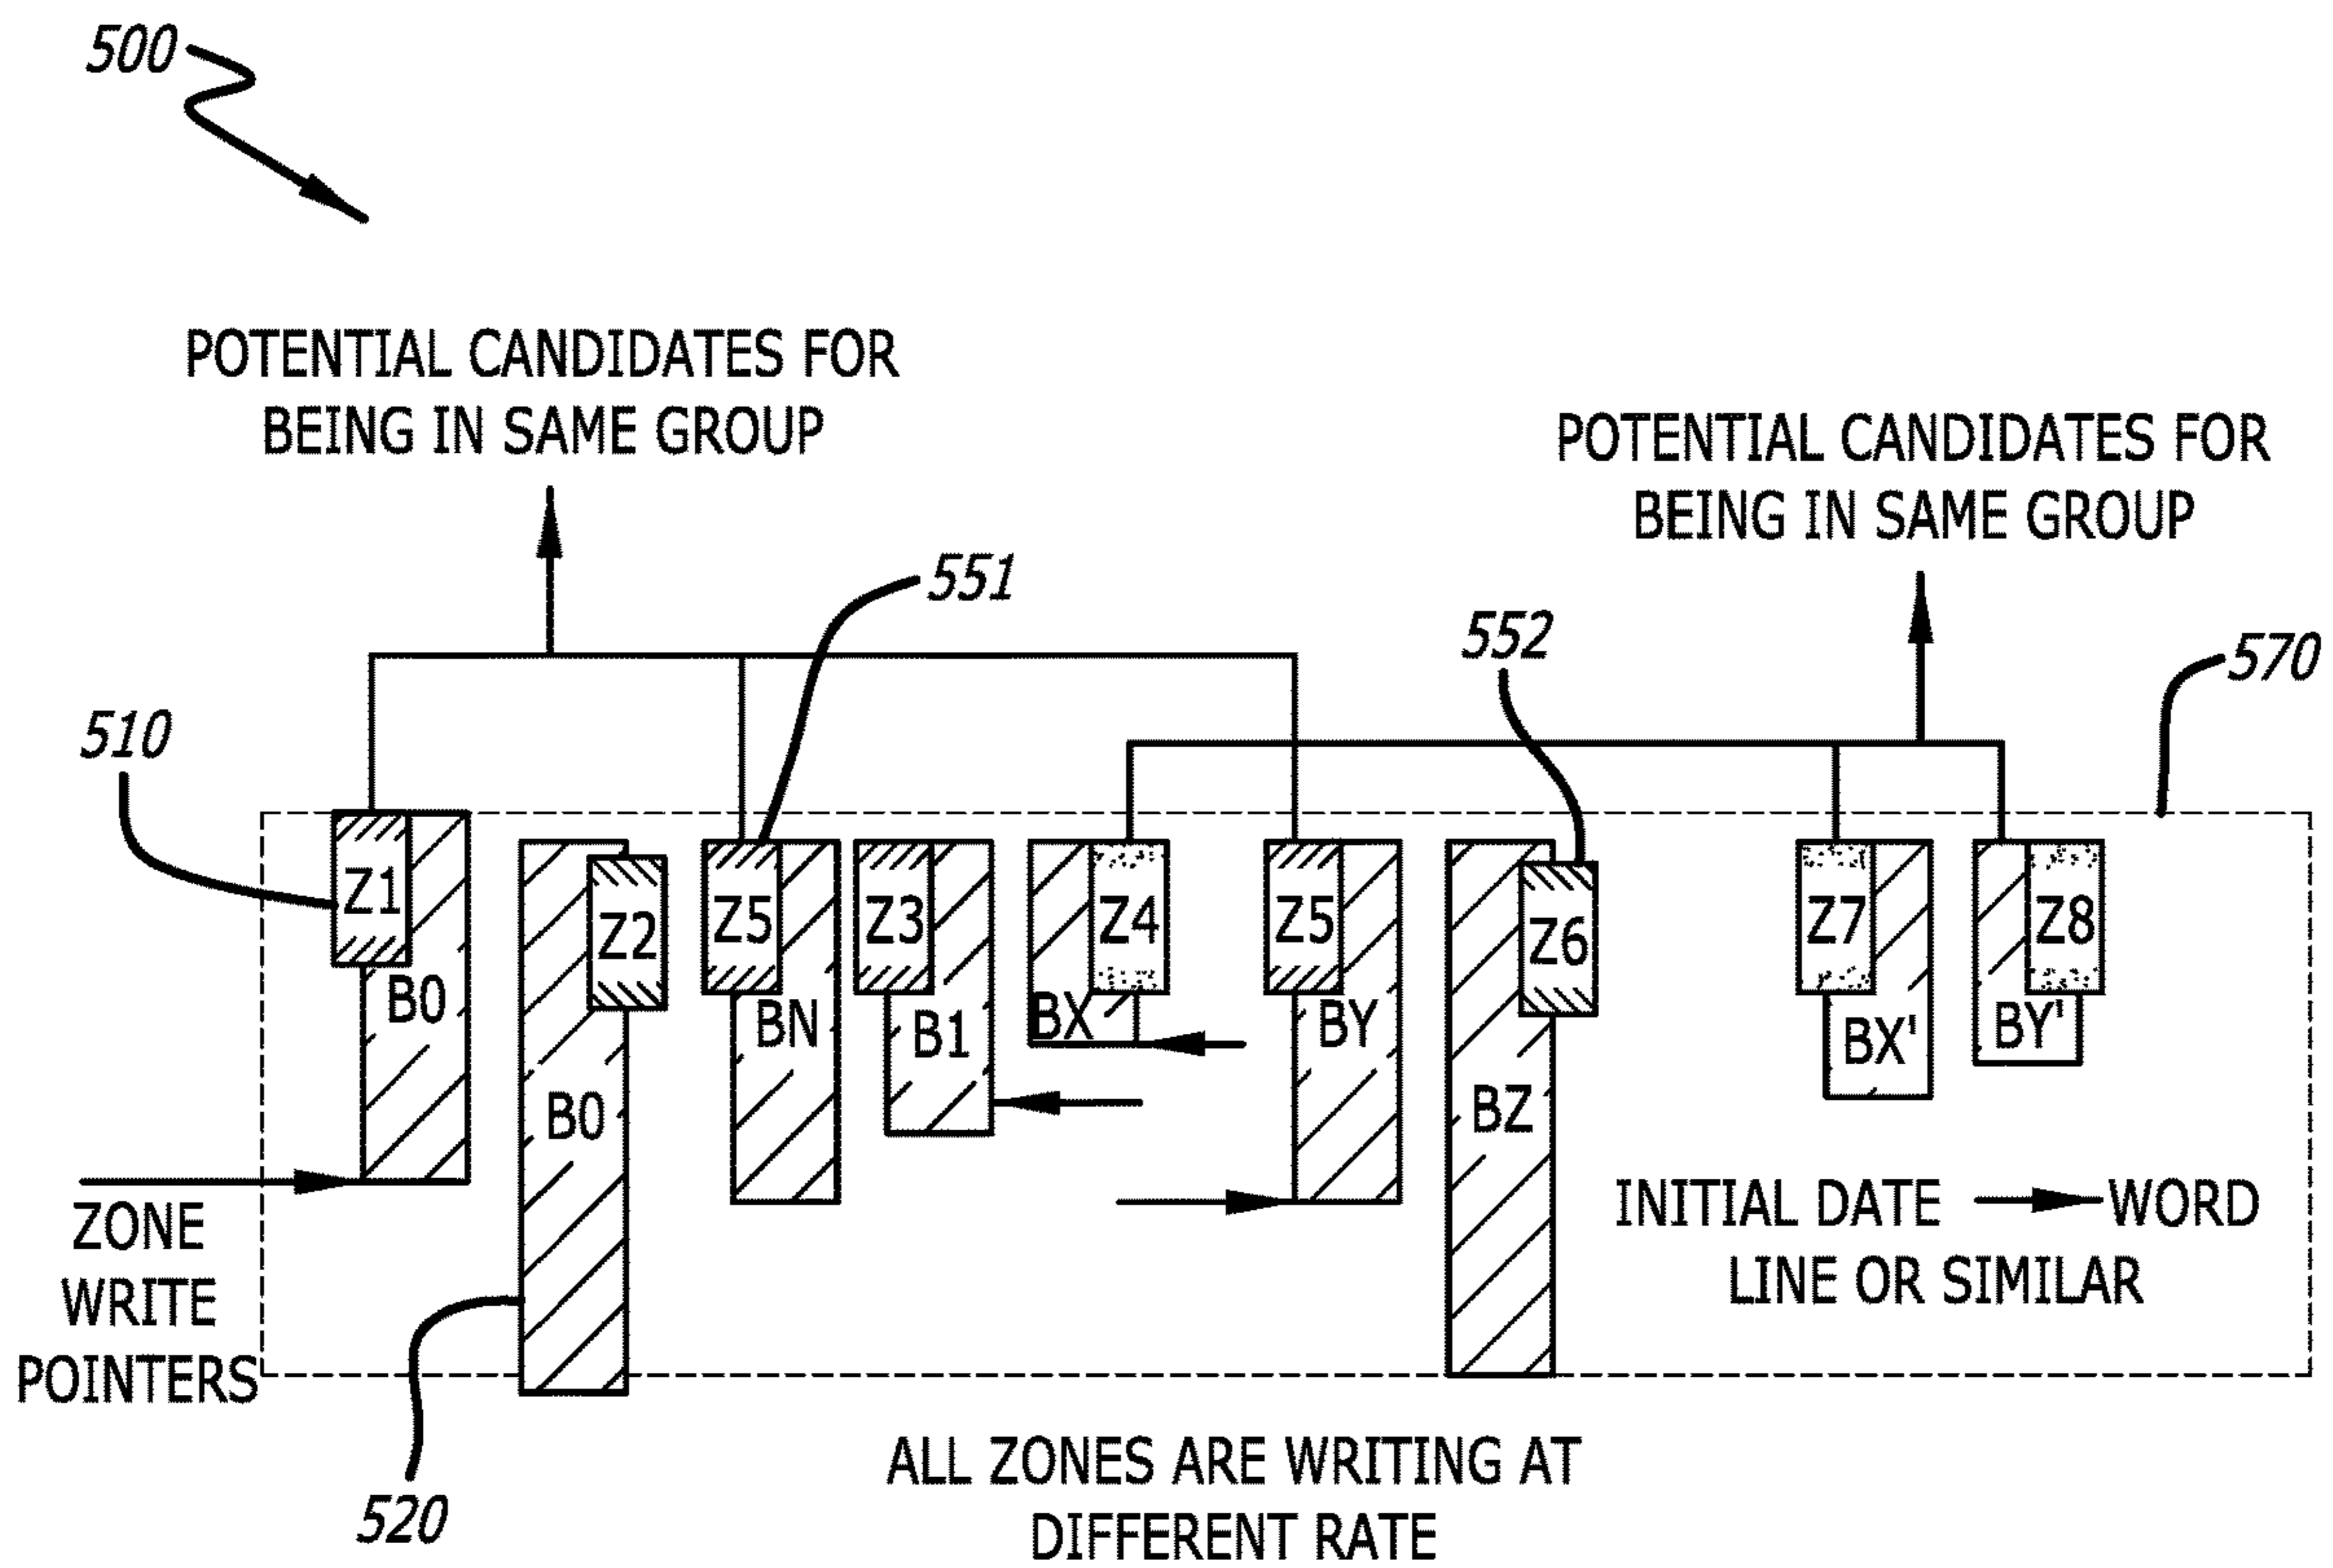 500
POTENTIAL CANDIDATES FOR
BEING IN SAME GROUP
POTENTIAL CANDIDATES FOR
BEING IN SAME GROUP
551
552
570
510
Z1
Z2
Z5
Z3
Z4
Z5
Z6
Z7
Z8
B0
B0
BN
B1
BX
BY
BZ
BX'
BY'
ZONE
WRITE
POINTERS
INITIAL DATE WORD
LINE OR SIMILAR
520
ALL ZONES ARE WRITING AT
DIFFERENT RATE